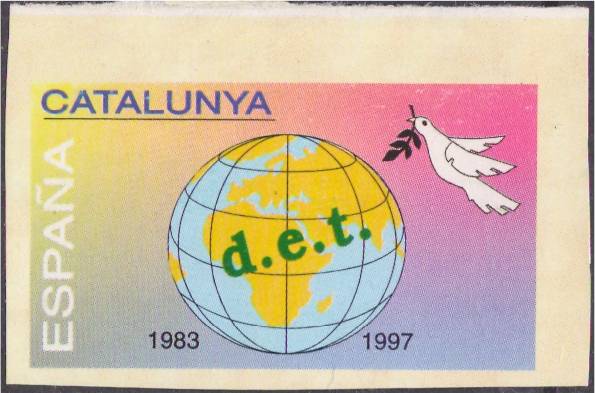 CATALUNYA
ESPAÑA
d.e.t.
1983
1997